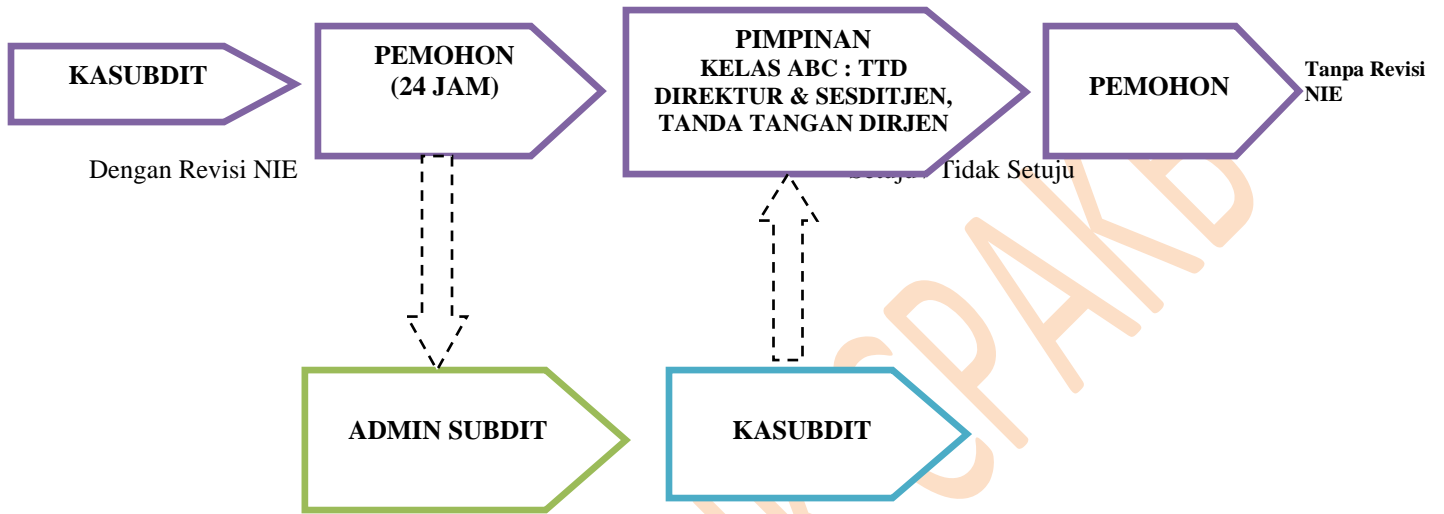 KASUBDIT
PEMOHON
(24 JAM)
PIMPINAN
KELAS ABC : TTD
DIREKTUR & SESDITJEN,
TANDA TANGAN DIRJEN
PEMOHON
Tanpa Revisi
NIE
Dengan Revisi NIE
Setuju / Tidak Setuju
ADMIN SUBDIT
KASUBDIT